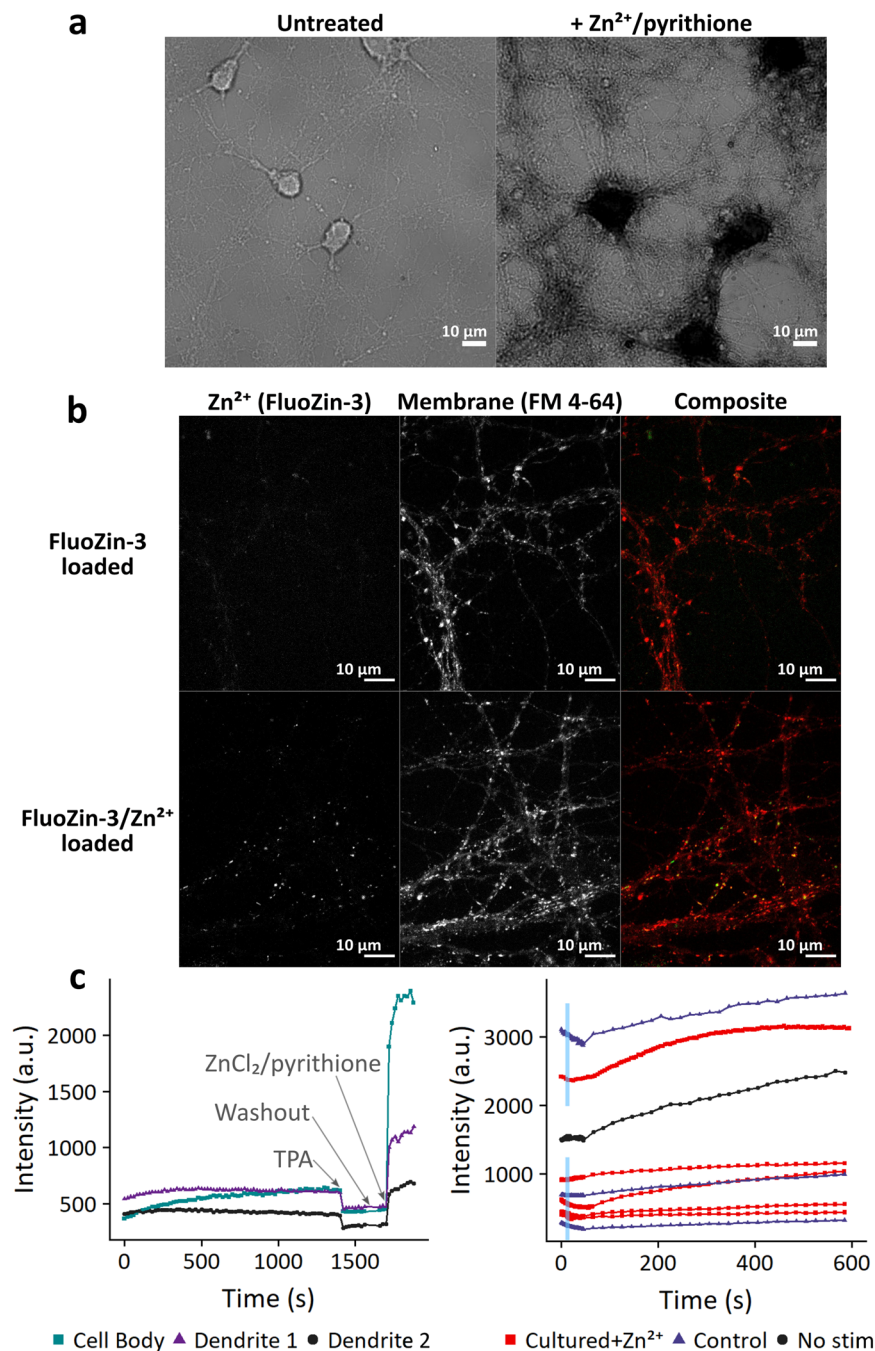 a
Untreated
+ Zn²⁺/pyrithione
10 µm
10 µm
b
Zn²⁺ (FluoZin-3)
Membrane (FM 4-64)
Composite
FluoZin-3
loaded
10 µm
10 µm
10 µm
FluoZin-3/Zn²⁺
loaded
10 µm
10 µm
10 µm
c
Intensity (a.u.)
2000
1500
1000
500
ZnCl₂/pyrithione
Washout
TPA
0
500
1000
1500
Time (s)
Cell Body
Dendrite 1
Dendrite 2
Intensity (a.u.)
3000
2000
1000
0
200
400
600
Time (s)
Cultured+Zn²⁺
Control
No stim